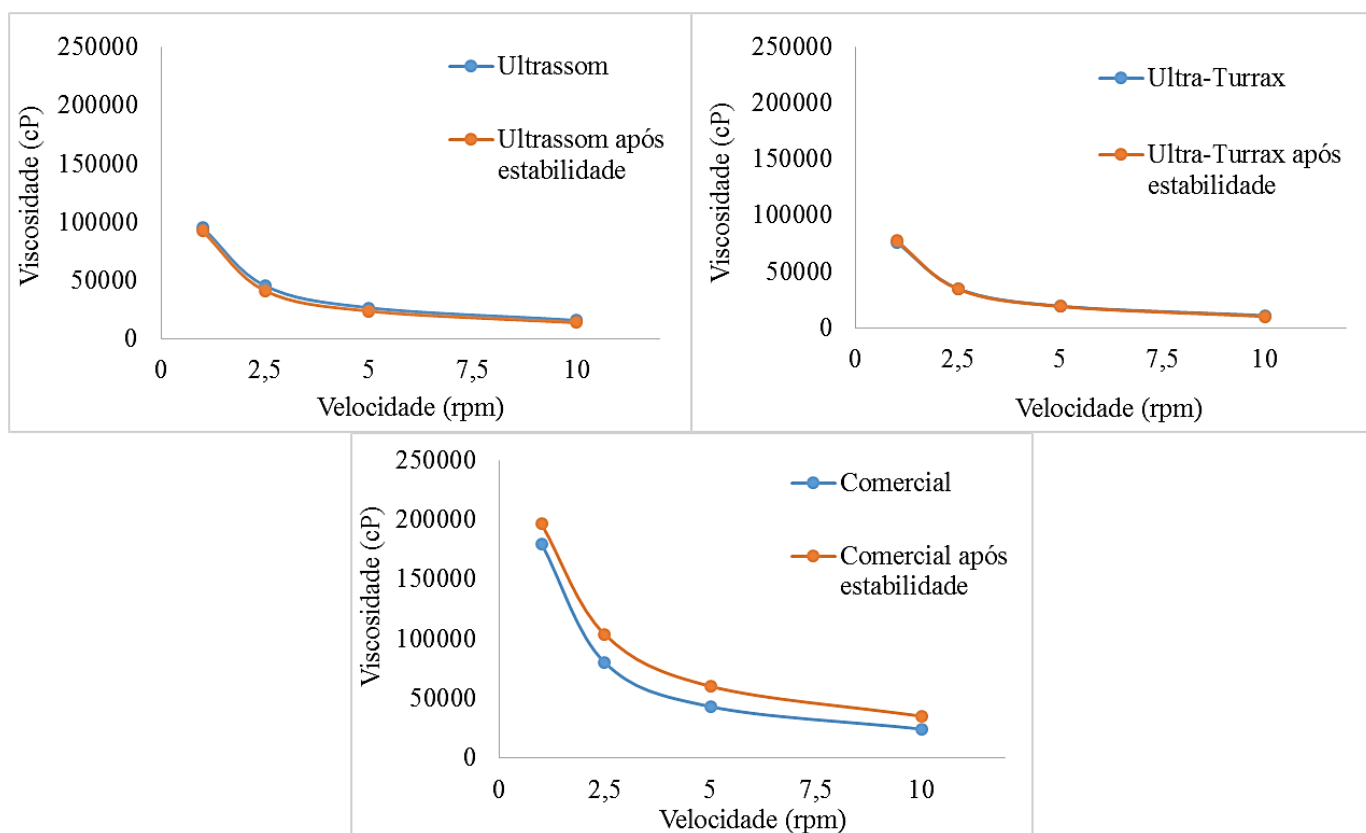 250000
200000
150000
100000
50000
0
Viscosidade (cP)
Ultrassom
Ultrassom após
estabilidade
0 2,5 5 7,5 10
Velocidade (rpm)
250000
200000
150000
100000
50000
0
Viscosidade (cP)
Ultra-Turrax
Ultra-Turrax após
estabilidade
0 2,5 5 7,5 10
Velocidade (rpm)
250000
200000
150000
100000
50000
0
Viscosidade (cP)
Comercial
Comercial após
estabilidade
0 2,5 5 7,5 10
Velocidade (rpm)